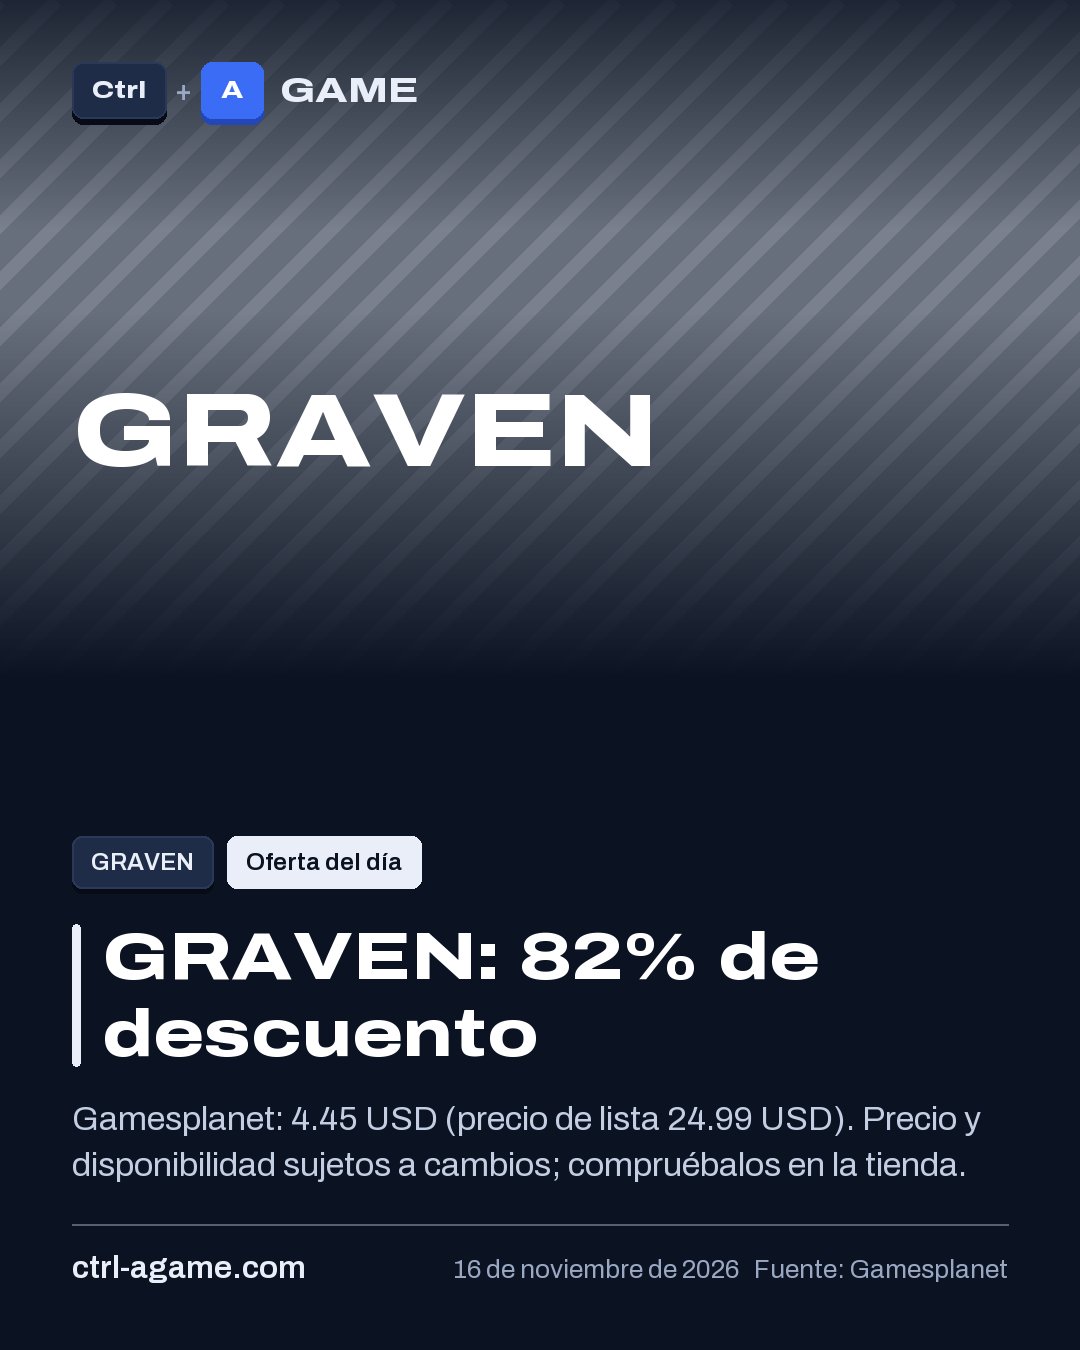 Ctrl + A GAME
GRAVEN
GRAVEN Oferta del día
GRAVEN: 82% de
descuento
Gamesplanet: 4.45 USD (precio de lista 24.99 USD). Precio y
disponibilidad sujetos a cambios; compruébalos en la tienda.
ctrl-agame.com 16 de noviembre de 2026 Fuente: Gamesplanet